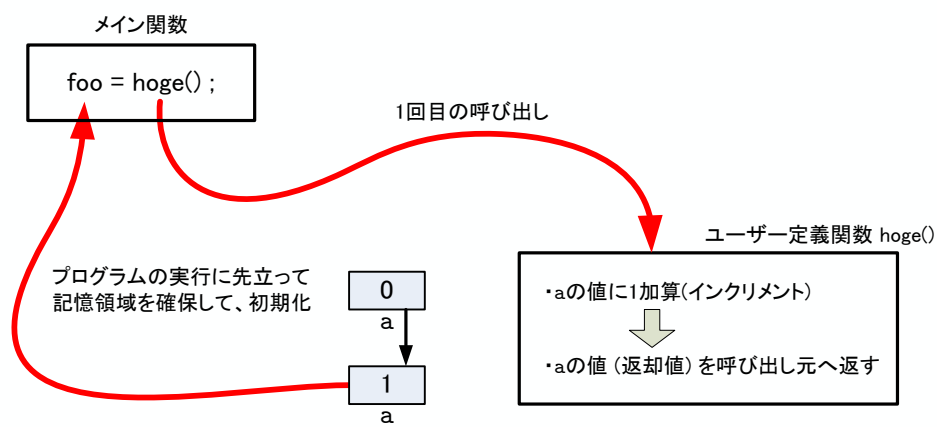 メイン関数
foo = hoge() ;
1回目の呼び出し
ユーザー定義関数 hoge()
プログラムの実行に先立って
記憶領域を確保して、初期化
0
a
1
a
・aの値に1加算(インクリメント)
・aの値 (返却値) を呼び出し元へ返す